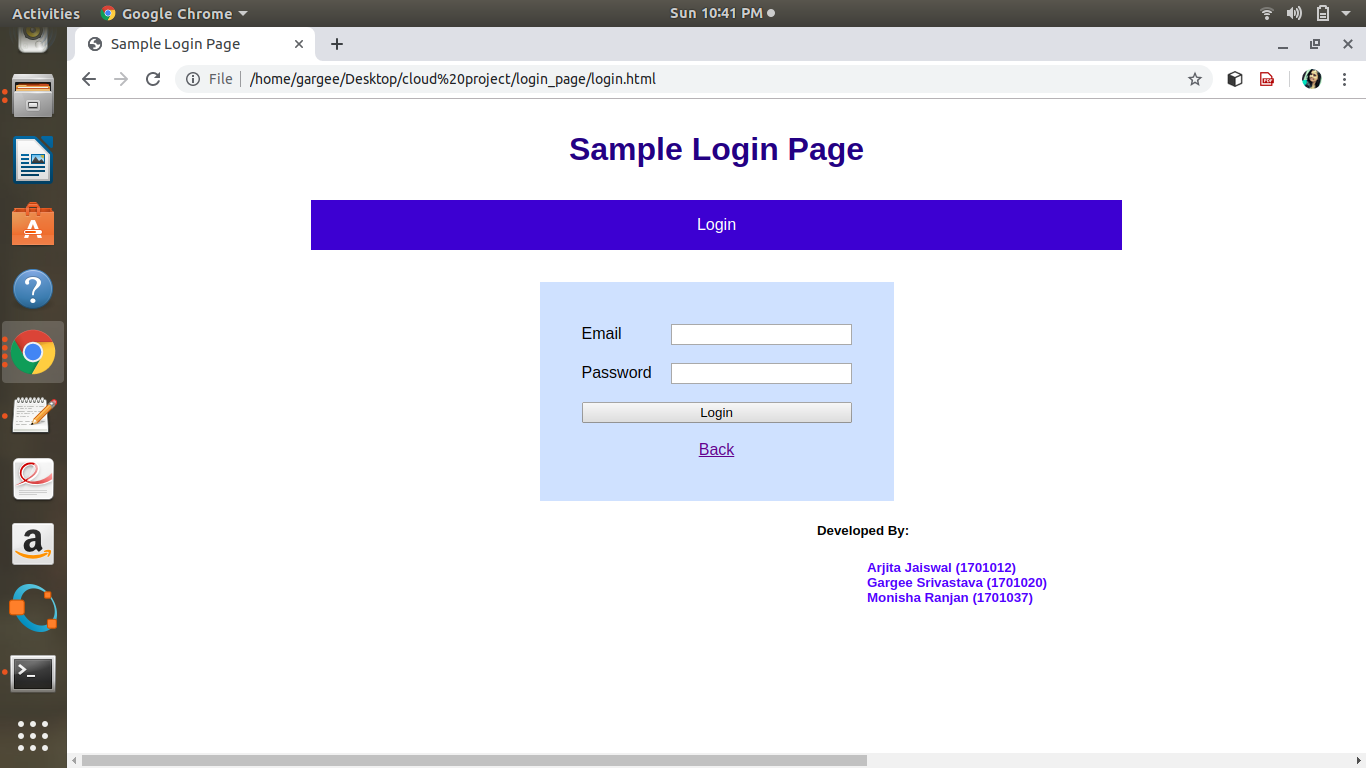 Activities Google Chrome Sun 10:41 PM
Sample Login Page
File /home/gargee/Desktop/cloud%20project/login_page/login.html
Sample Login Page
Login
Email
Password
Login
Back
Developed By:
Arjita Jaiswal (1701012)
Gargee Srivastava (1701020)
Monisha Ranjan (1701037)